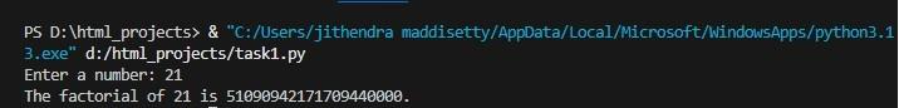 PS D:\html_projects> & "C:/Users/jithendra maddisetty/AppData/Local/Microsoft/WindowsApps/python3.1
3.exe" d:/html_projects/task1.py
Enter a number: 21
The factorial of 21 is 51090942171709440000.